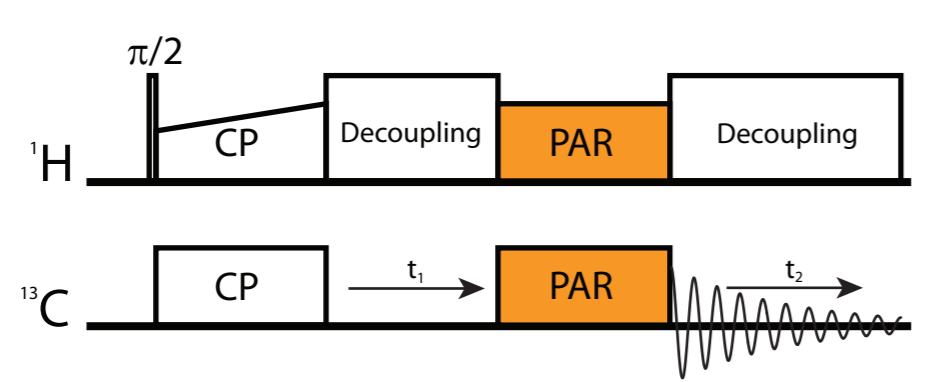 π/2
¹H CP Decoupling PAR Decoupling
¹³C CP t₁ PAR t₂